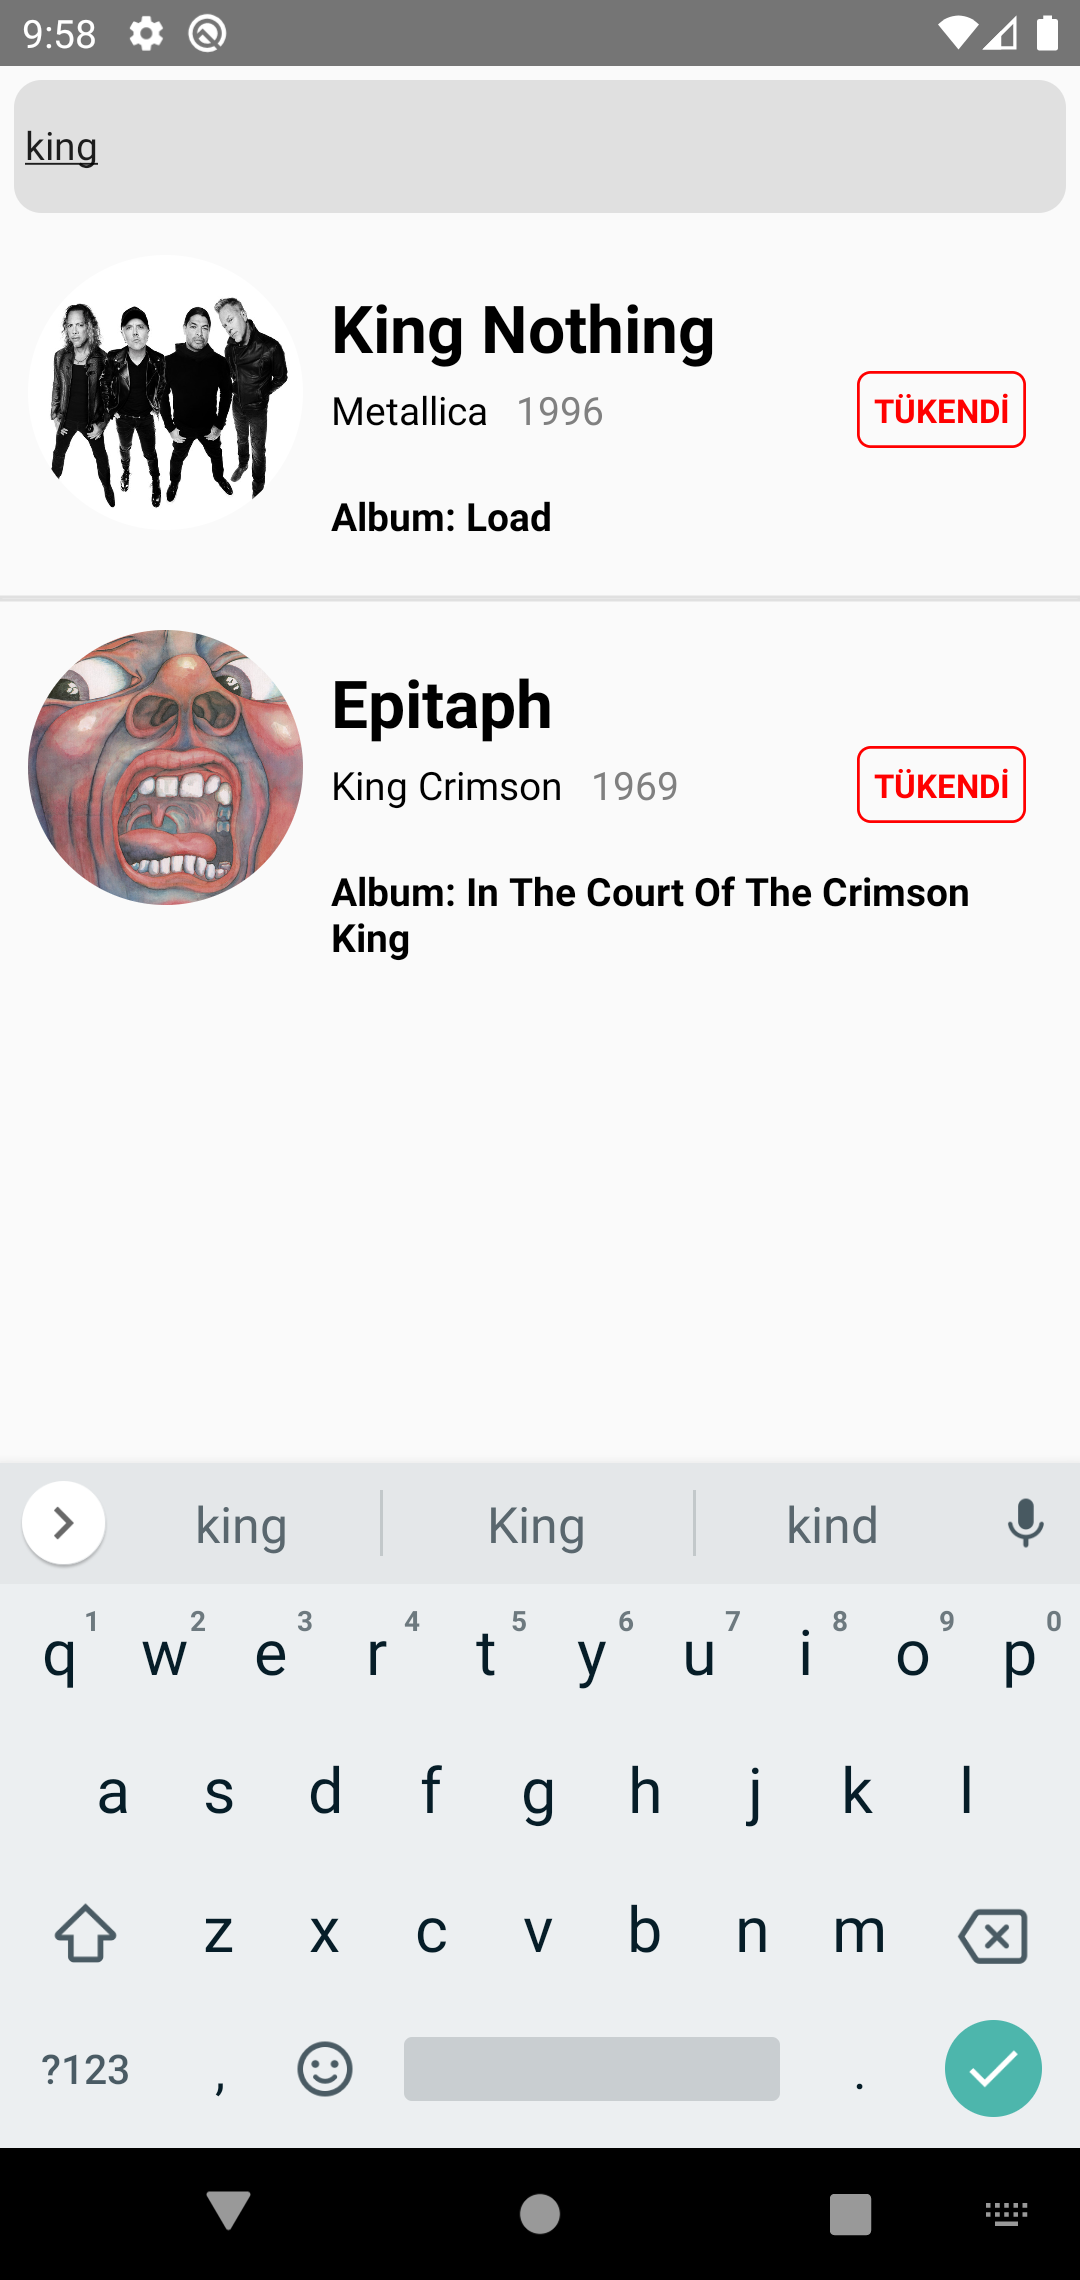 9:58
king
King Nothing
Metallica 1996
TÜKENDİ
Album: Load
Epitaph
King Crimson 1969
TÜKENDİ
Album: In The Court Of The Crimson
King
king King kind
1 2 3 4 5 6 7 8 9 0
q w e r t y u i o p
a s d f g h j k l
z x c v b n m
?123 , .